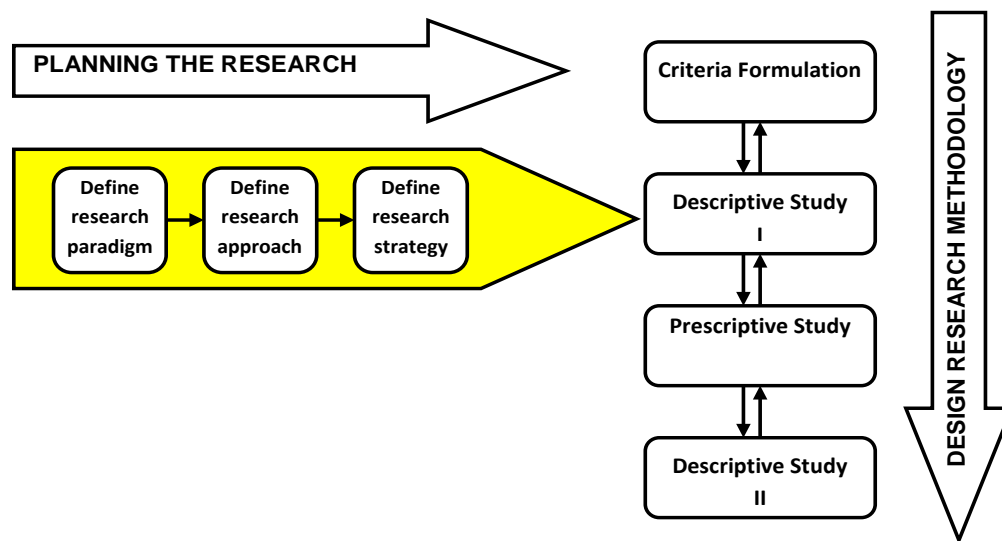 PLANNING THE RESEARCH
Criteria Formulation
Define
research
paradigm
Define
research
approach
Define
research
strategy
Descriptive Study
I
Prescriptive Study
Descriptive Study
II
DESIGN RESEARCH METHODOLOGY